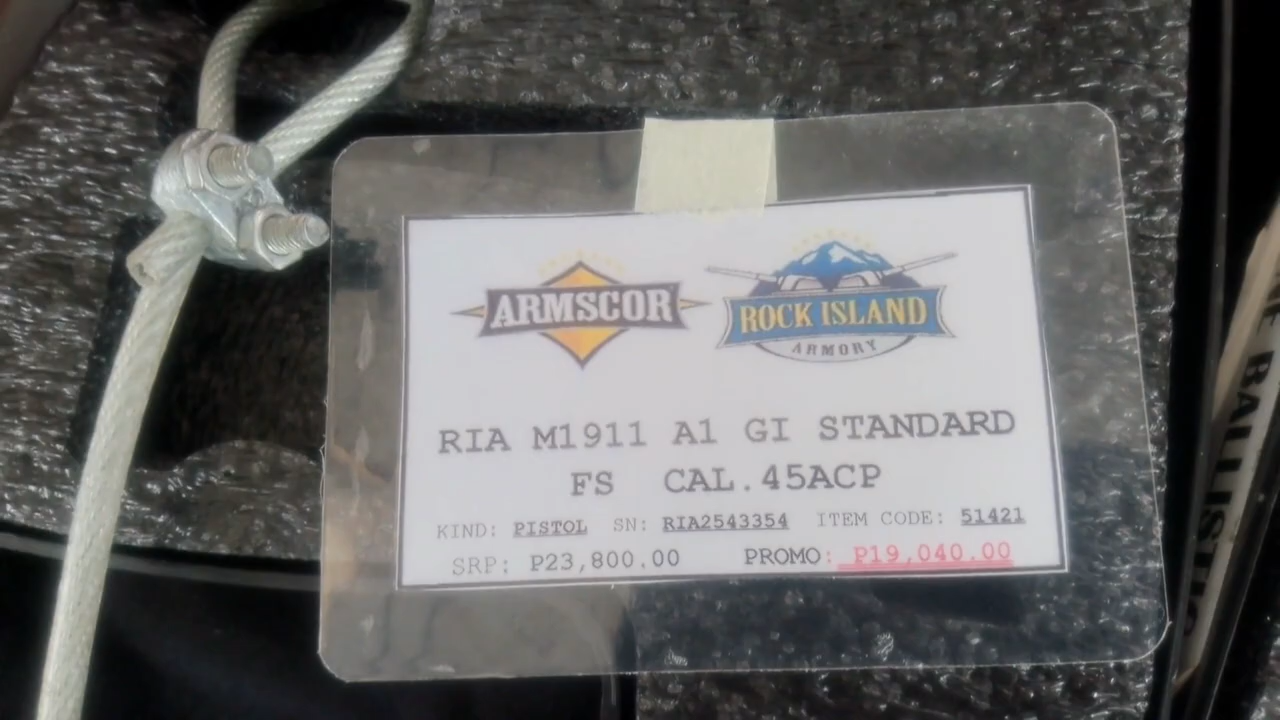 ARMSCOR
ROCK ISLAND
ARMORY
RIA M1911 A1 GI STANDARD
FS CAL.45ACP
KIND: PISTOL SN: RIA2543354 ITEM CODE: 51421
SRP: P23,800.00 PROMO: P19,040.00
BALLISTIC